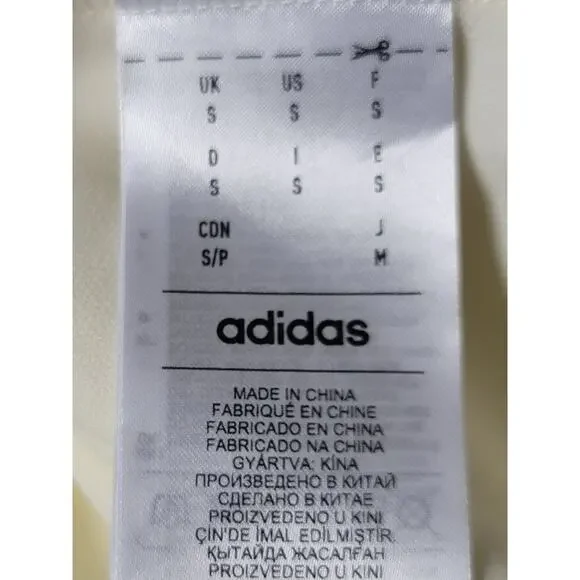 UK US F
S S S
D I E
S S S
CDN J
S/P M
adidas
MADE IN CHINA
FABRIQUÉ EN CHINE
FABRICADO EN CHINA
FABRICADO NA CHINA
GYÁRTVA: KÍNA
ПРОИЗВЕДЕНО В КИТАЙ
СДЕЛАНО В КИТАЕ
PROIZVEDENO U KINI
ÇİN'DE İMAL EDİLMİŞTİR.
ҚЫТАЙДА ЖАСАЛҒАН
PROIZVEDENO U KINI